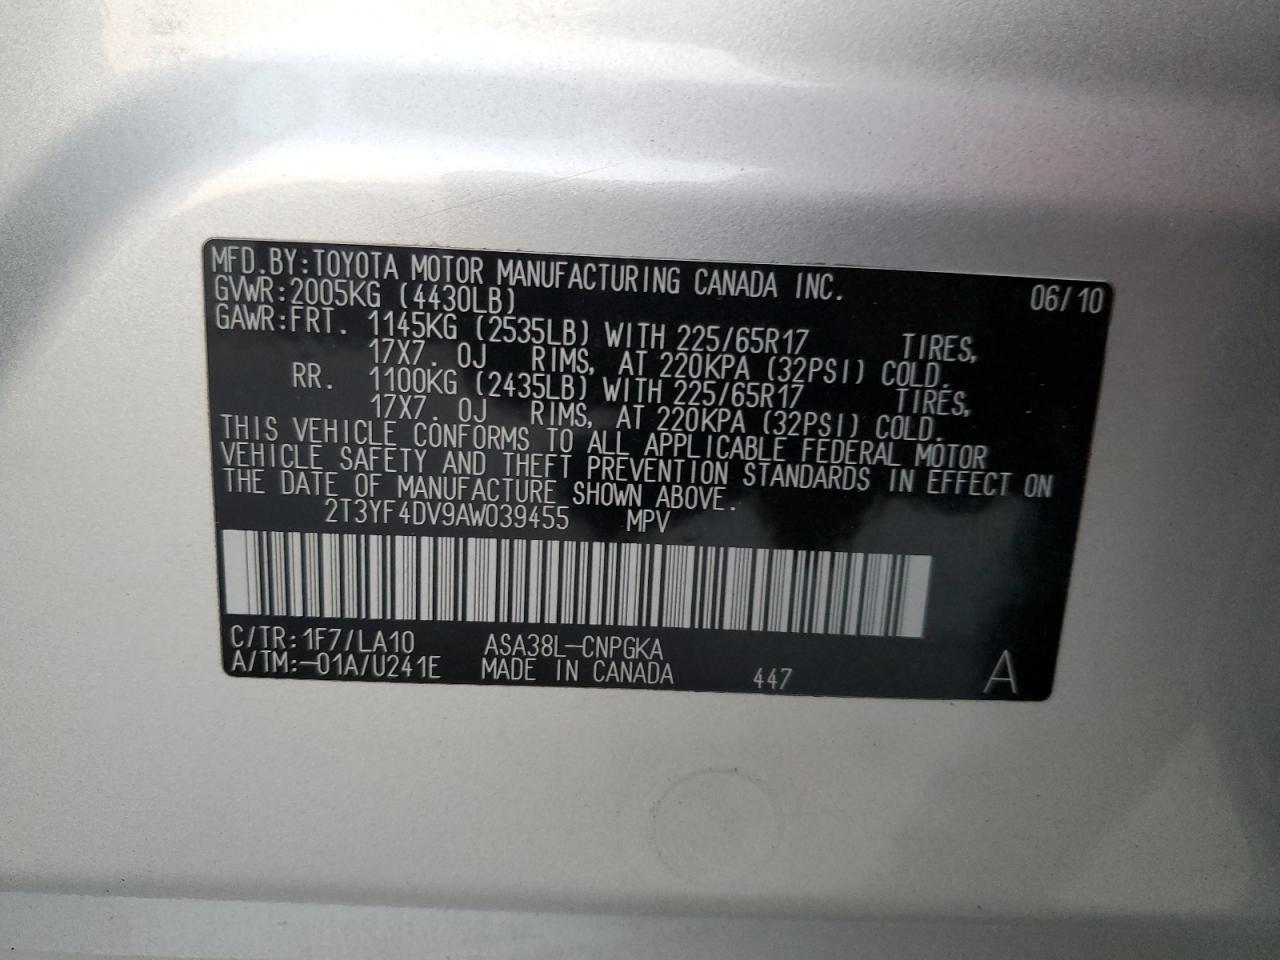 MFD.BY:TOYOTA MOTOR MANUFACTURING CANADA INC. 06/10
GVWR:2005KG (4430LB)
GAWR:FRT. 1145KG (2535LB) WITH 225/65R17 TIRES,
17X7. 0J RIMS, AT 220KPA (32PSI) COLD.
RR. 1100KG (2435LB) WITH 225/65R17 TIRES,
17X7. 0J RIMS, AT 220KPA (32PSI) COLD.
THIS VEHICLE CONFORMS TO ALL APPLICABLE FEDERAL MOTOR
VEHICLE SAFETY AND THEFT PREVENTION STANDARDS IN EFFECT ON
THE DATE OF MANUFACTURE SHOWN ABOVE.
2T3YF4DV9AW039455 MPV
C/TR:1F7/LA10 ASA38L-CNPGKA
A/TM:-01A/U241E MADE IN CANADA 447 A